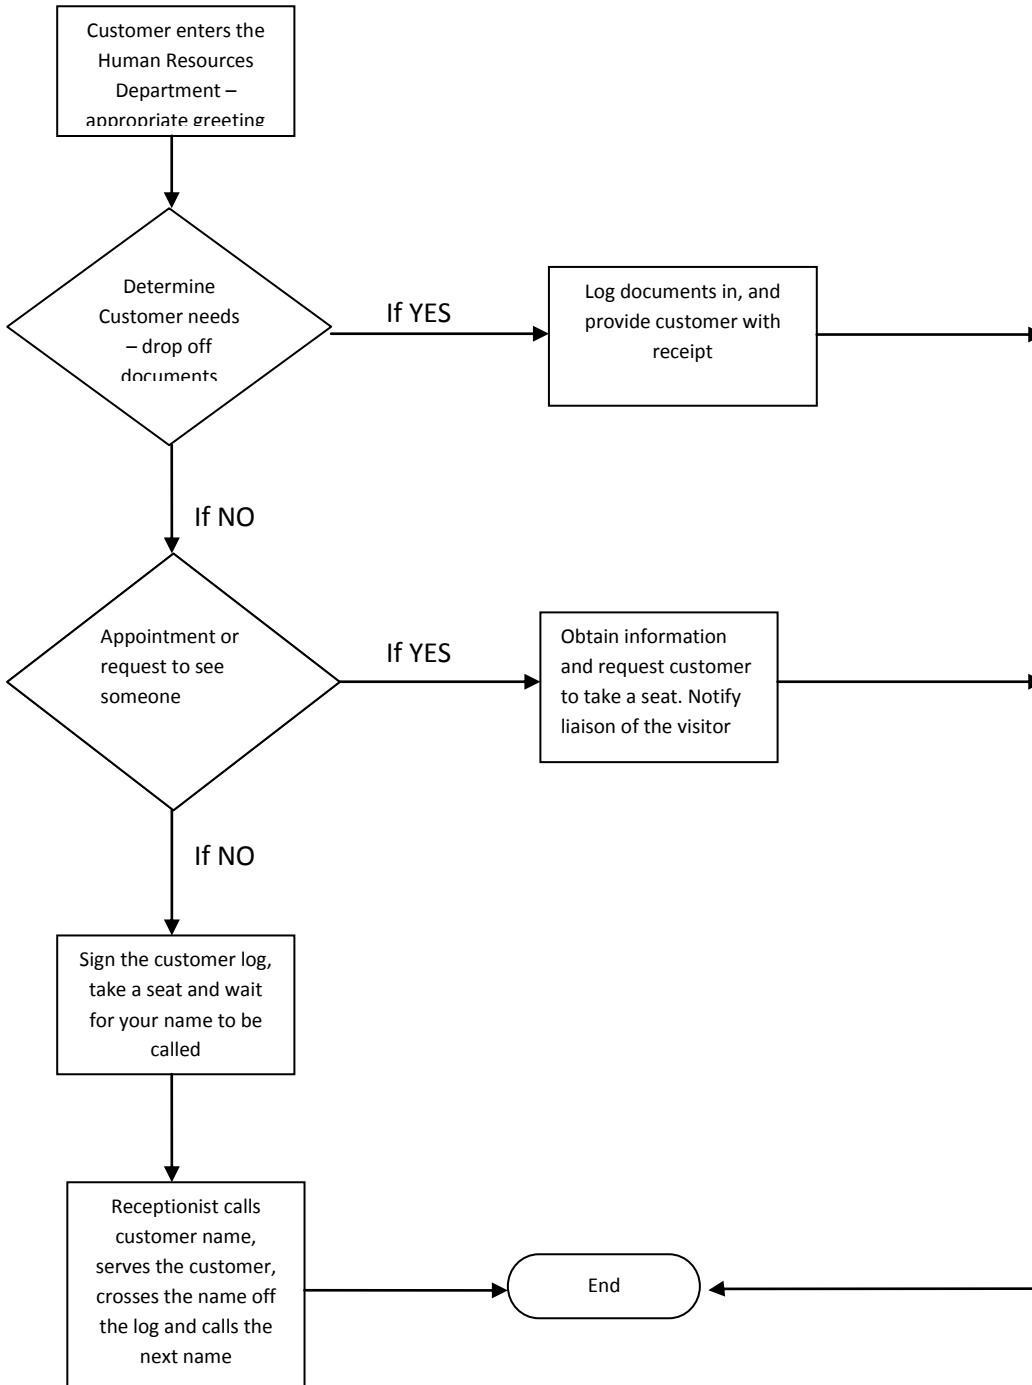 Customer enters the
Human Resources
Department –
appropriate greeting
Determine
Customer needs
– drop off
documents
If YES
Log documents in, and
provide customer with
receipt
If NO
Appointment or
request to see
someone
If YES
Obtain information
and request customer
to take a seat. Notify
liaison of the visitor
If NO
Sign the customer log,
take a seat and wait
for your name to be
called
Receptionist calls
customer name,
serves the customer,
crosses the name off
the log and calls the
next name
End